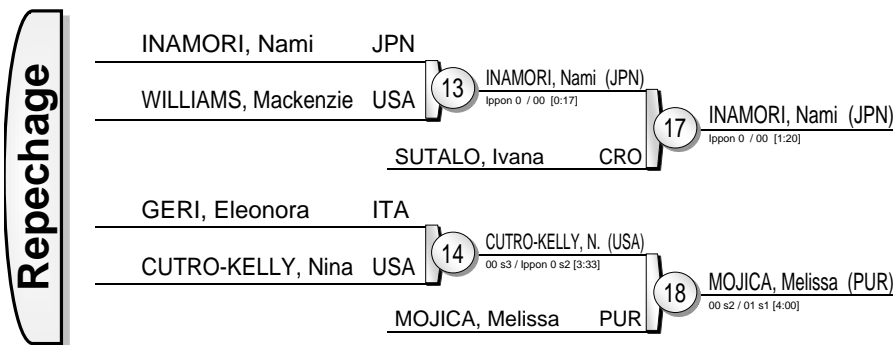 Repechage
INAMORI, Nami JPN
WILLIAMS, Mackenzie USA
13
INAMORI, Nami (JPN)
Ippon 0 / 00 [0:17]
SUTALO, Ivana CRO
17
INAMORI, Nami (JPN)
Ippon 0 / 00 [1:20]
GERI, Eleonora ITA
CUTRO-KELLY, Nina USA
14
CUTRO-KELLY, N. (USA)
00 s3 / Ippon 0 s2 [3:33]
MOJICA, Melissa PUR
18
MOJICA, Melissa (PUR)
00 s2 / 01 s1 [4:00]